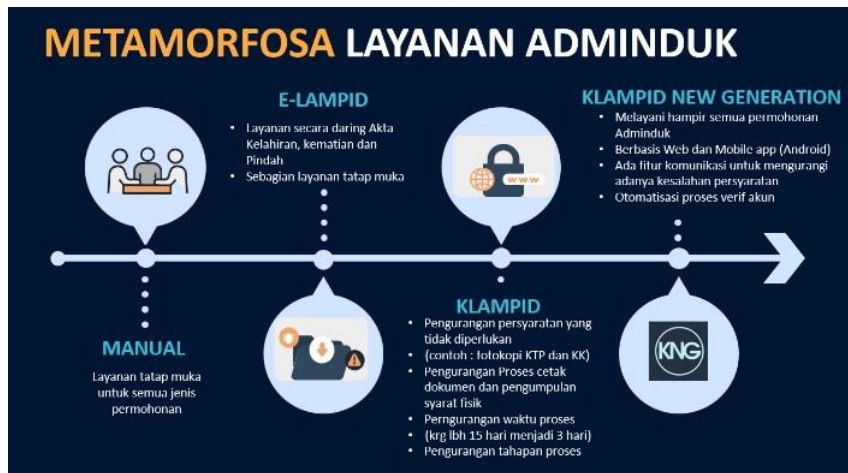 METAMORFOSA LAYANAN ADMINDUK
MANUAL
Layanan tatap muka
untuk semua jenis
permohonan
E-LAMPID
• Layanan secara daring Akta
Kelahiran, kematian dan
Pindah
• Sebagian layanan tatap muka
www
KLAMPID
• Pengurangan persyaratan yang
tidak diperlukan
• (contoh : fotokopi KTP dan KK)
• Pengurangan Proses cetak
dokumen dan pengumpulan
syarat fisik
• Perngurangan waktu proses
• (krg lbh 15 hari menjadi 3 hari)
• Pengurangan tahapan proses
KLAMPID NEW GENERATION
• Melayani hampir semua permohonan
Adminduk
• Berbasis Web dan Mobile app (Android)
• Ada fitur komunikasi untuk mengurangi
adanya kesalahan persyaratan
• Otomatisasi proses verif akun
KNG